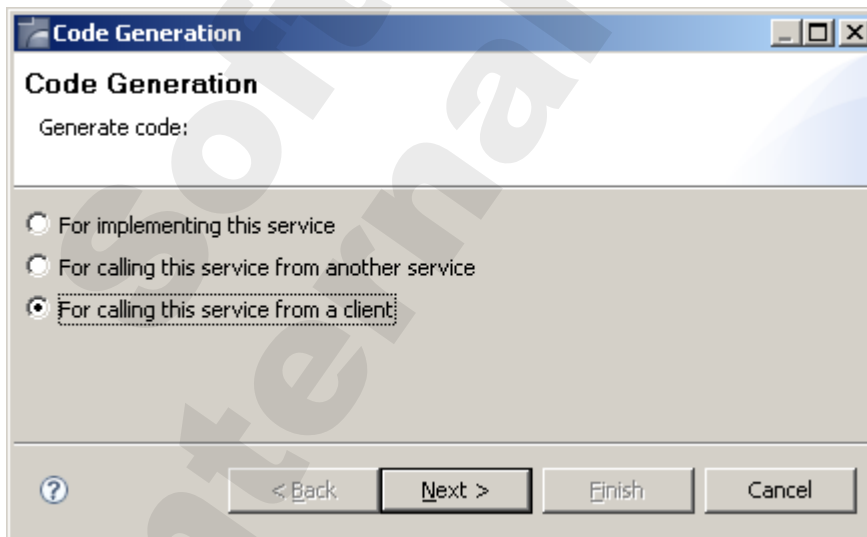 Code Generation
Code Generation
Generate code:
For implementing this service
For calling this service from another service
For calling this service from a client
< Back Next > Finish Cancel